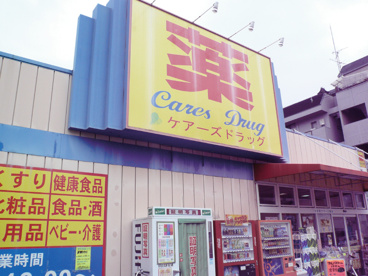 薬
Cares Drug
ケアーズドラッグ
くすり 健康食品
化粧品 食品・酒
用品 ベビー・介護
営業時間